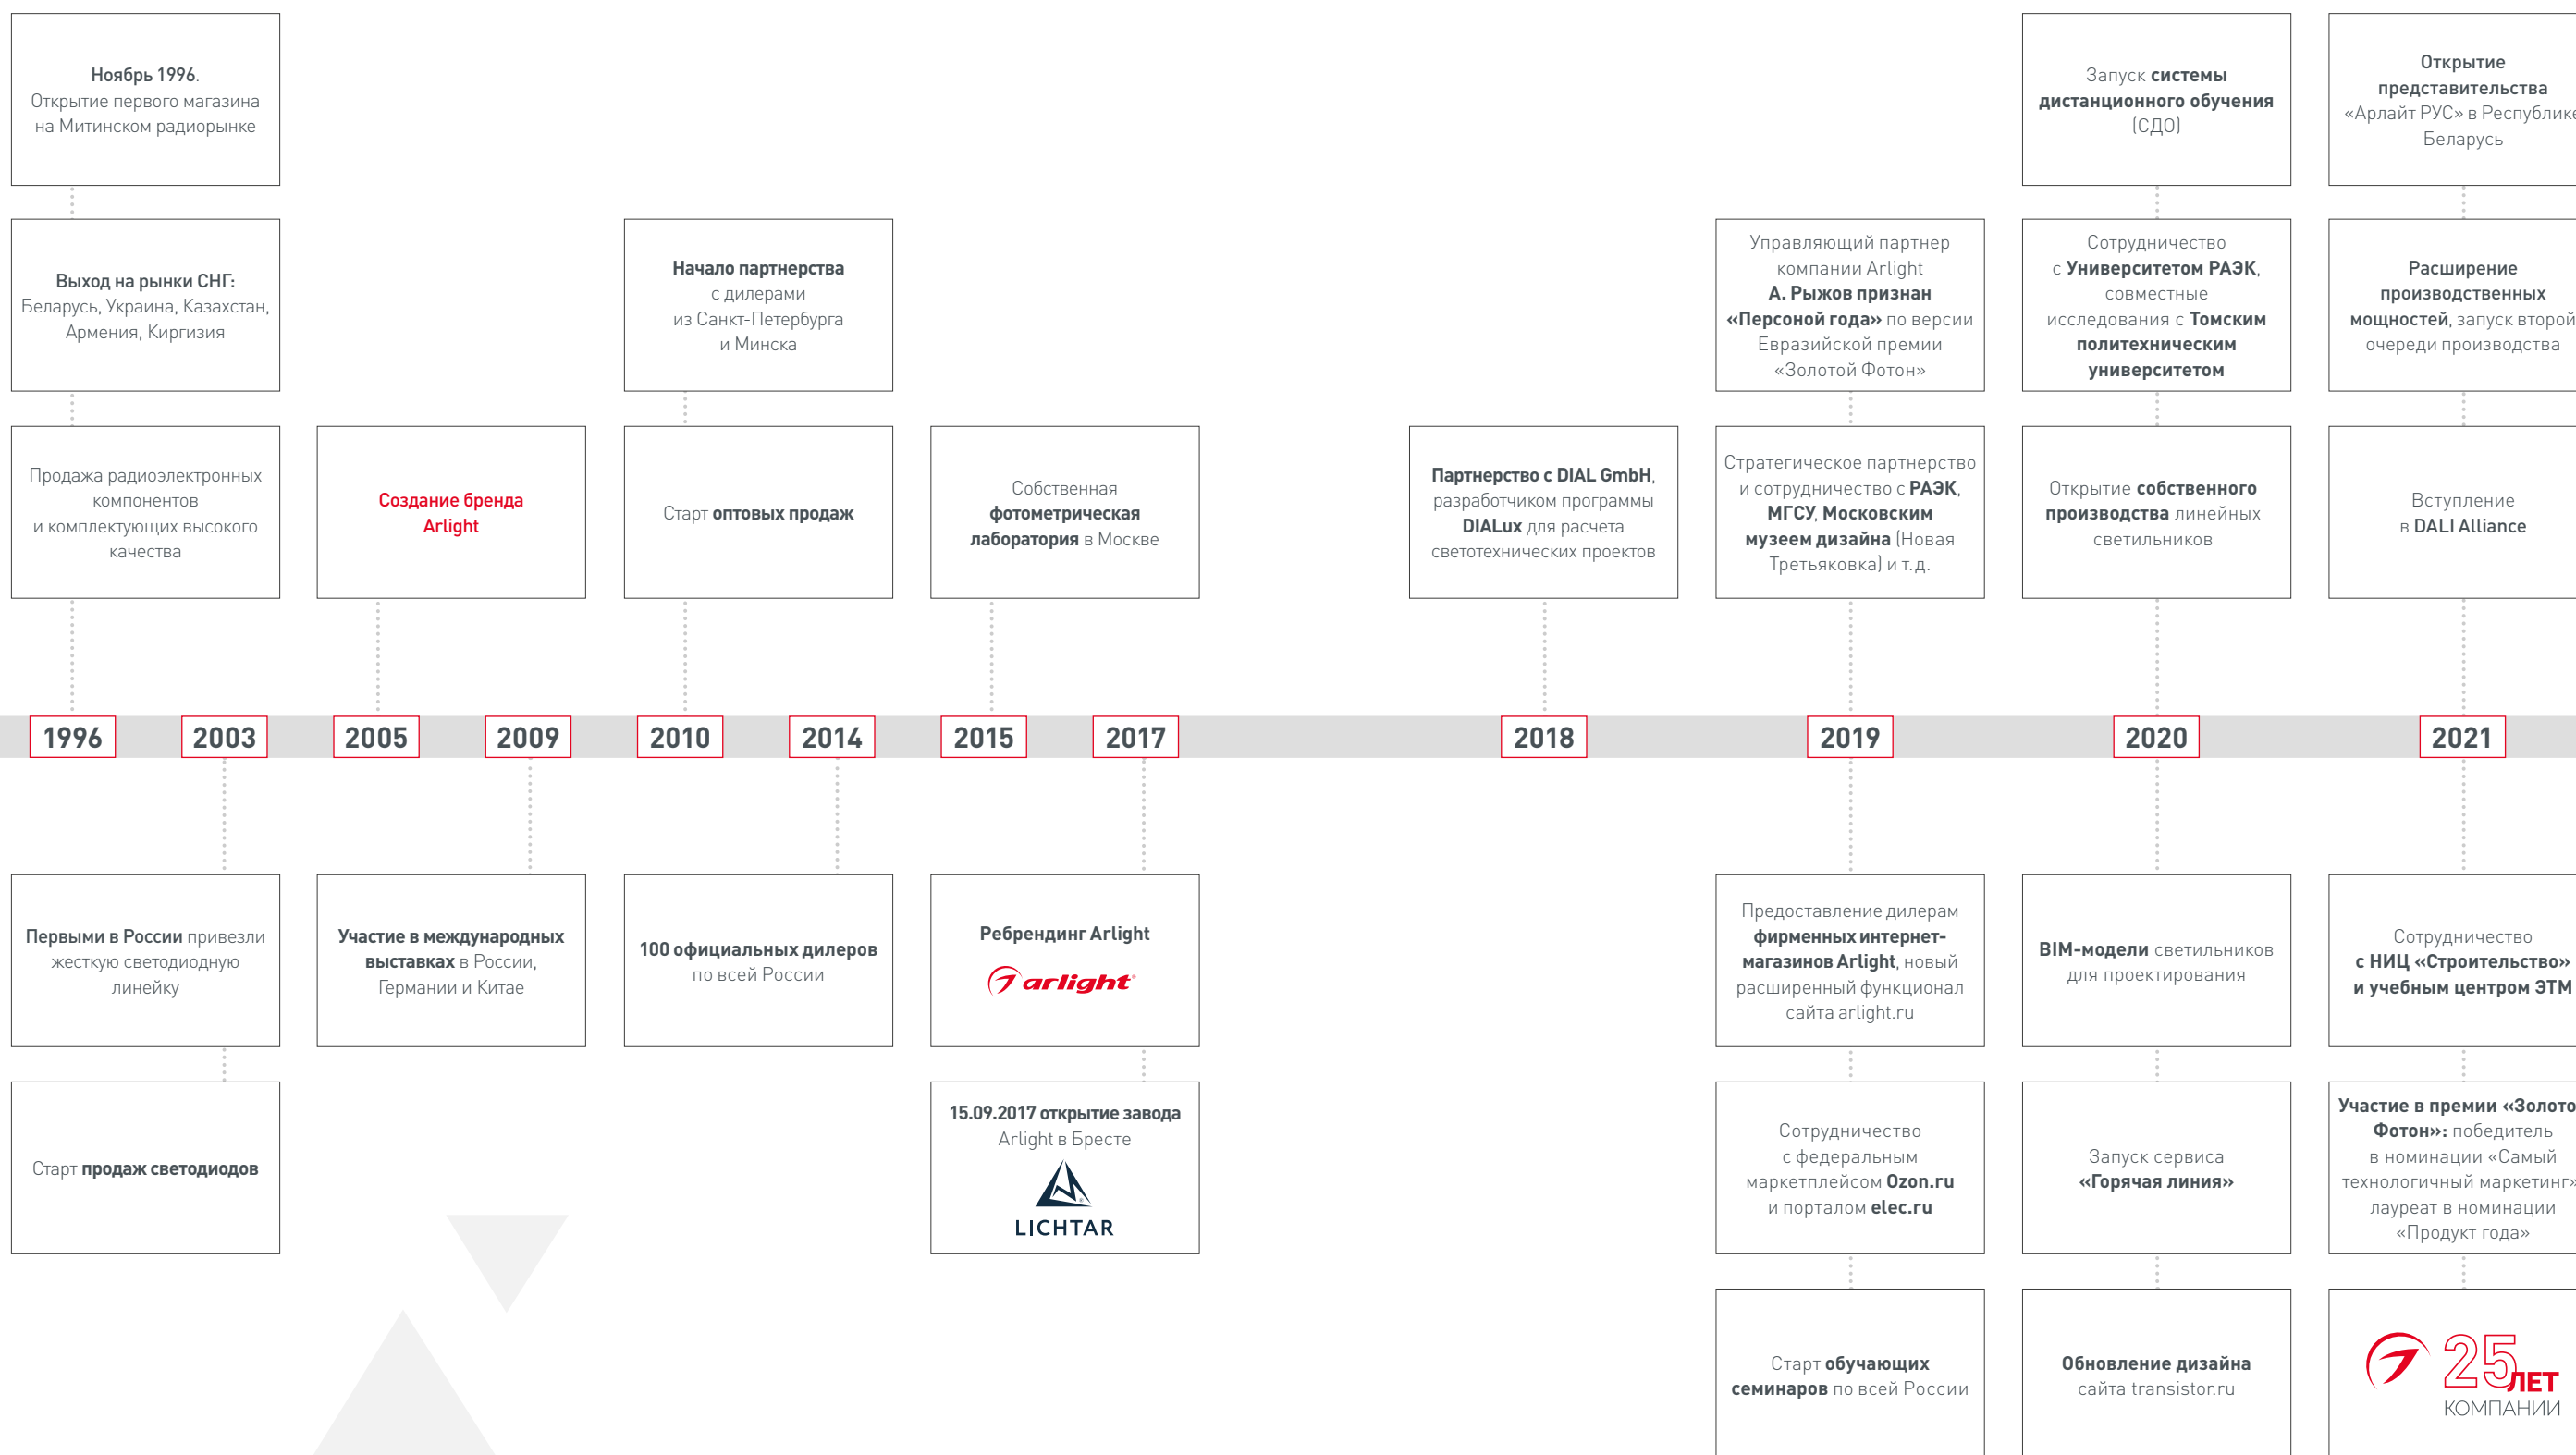 Ноябрь 1996.
Открытие первого магазина
на Митинском радиорынке
Выход на рынки СНГ:
Беларусь, Украина, Казахстан,
Армения, Киргизия
Продажа радиоэлектронных
компонентов
и комплектующих высокого
качества
Создание бренда
Arlight
Начало партнерства
с дилерами
из Санкт-Петербурга
и Минска
Старт оптовых продаж
Собственная
фотометрическая
лаборатория в Москве
Партнерство с DIAL GmbH,
разработчиком программы
DIALux для расчета
светотехнических проектов
Управляющий партнер
компании Arlight
А. Рыжов признан
«Персоной года» по версии
Евразийской премии
«Золотой Фотон»
Стратегическое партнерство
и сотрудничество с РАЭК,
МГСУ, Московским
музеем дизайна (Новая
Третьяковка) и т. д.
Запуск системы
дистанционного обучения
(СДО)
Сотрудничество
с Университетом РАЭК,
совместные
исследования с Томским
политехническим
университетом
Открытие собственного
производства линейных
светильников
Открытие
представительства
«Арлайт РУС» в Республике
Беларусь
Расширение
производственных
мощностей, запуск второй
очереди производства
Вступление
в DALI Alliance
1996
2003
2005
2009
2010
2014
2015
2017
2018
2019
2020
2021
Первыми в России привезли
жесткую светодиодную
линейку
Старт продаж светодиодов
Участие в международных
выставках в России,
Германии и Китае
100 официальных дилеров
по всей России
Ребрендинг Arlight
arlight®
15.09.2017 открытие завода
Arlight в Бресте
LICHTAR
Предоставление дилерам
фирменных интернет-
магазинов Arlight, новый
расширенный функционал
сайта arlight.ru
Сотрудничество
с федеральным
маркетплейсом Ozon.ru
и порталом elec.ru
Старт обучающих
семинаров по всей России
BIM-модели светильников
для проектирования
Запуск сервиса
«Горячая линия»
Обновление дизайна
сайта transistor.ru
Сотрудничество
с НИЦ «Строительство»
и учебным центром ЭТМ
Участие в премии «Золото
Фотон»: победитель
в номинации «Самый
технологичный маркетинг»
лауреат в номинации
«Продукт года»
25 ЛЕТ
КОМПАНИИ